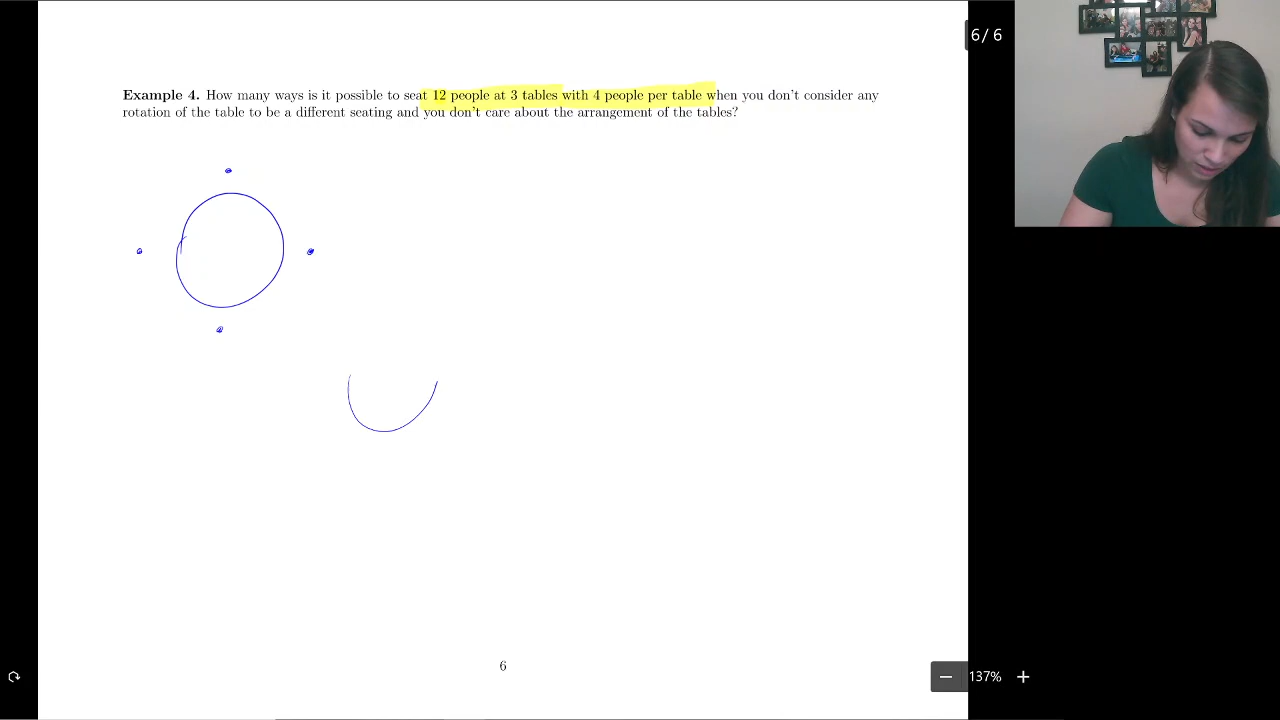 6/6
Example 4. How many ways is it possible to seat 12 people at 3 tables with 4 people per table when you don't consider any
rotation of the table to be a different seating and you don't care about the arrangement of the tables?
6
137%